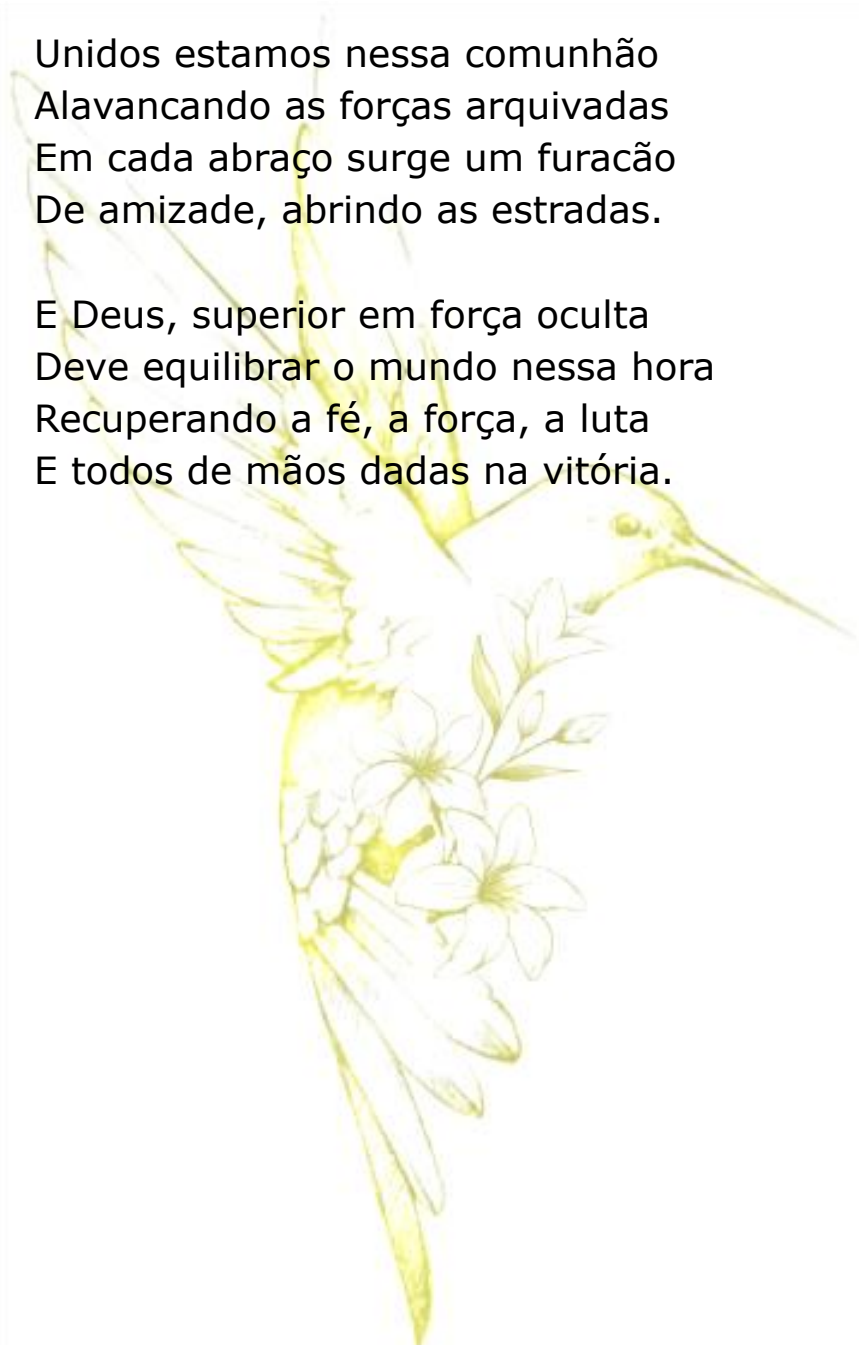 Unidos estamos nessa comunhão
Alavancando as forças arquivadas
Em cada abraço surge um furacão
De amizade, abrindo as estradas.

E Deus, superior em força oculta
Deve equilibrar o mundo nessa hora
Recuperando a fé, a força, a luta
E todos de mãos dadas na vitória.